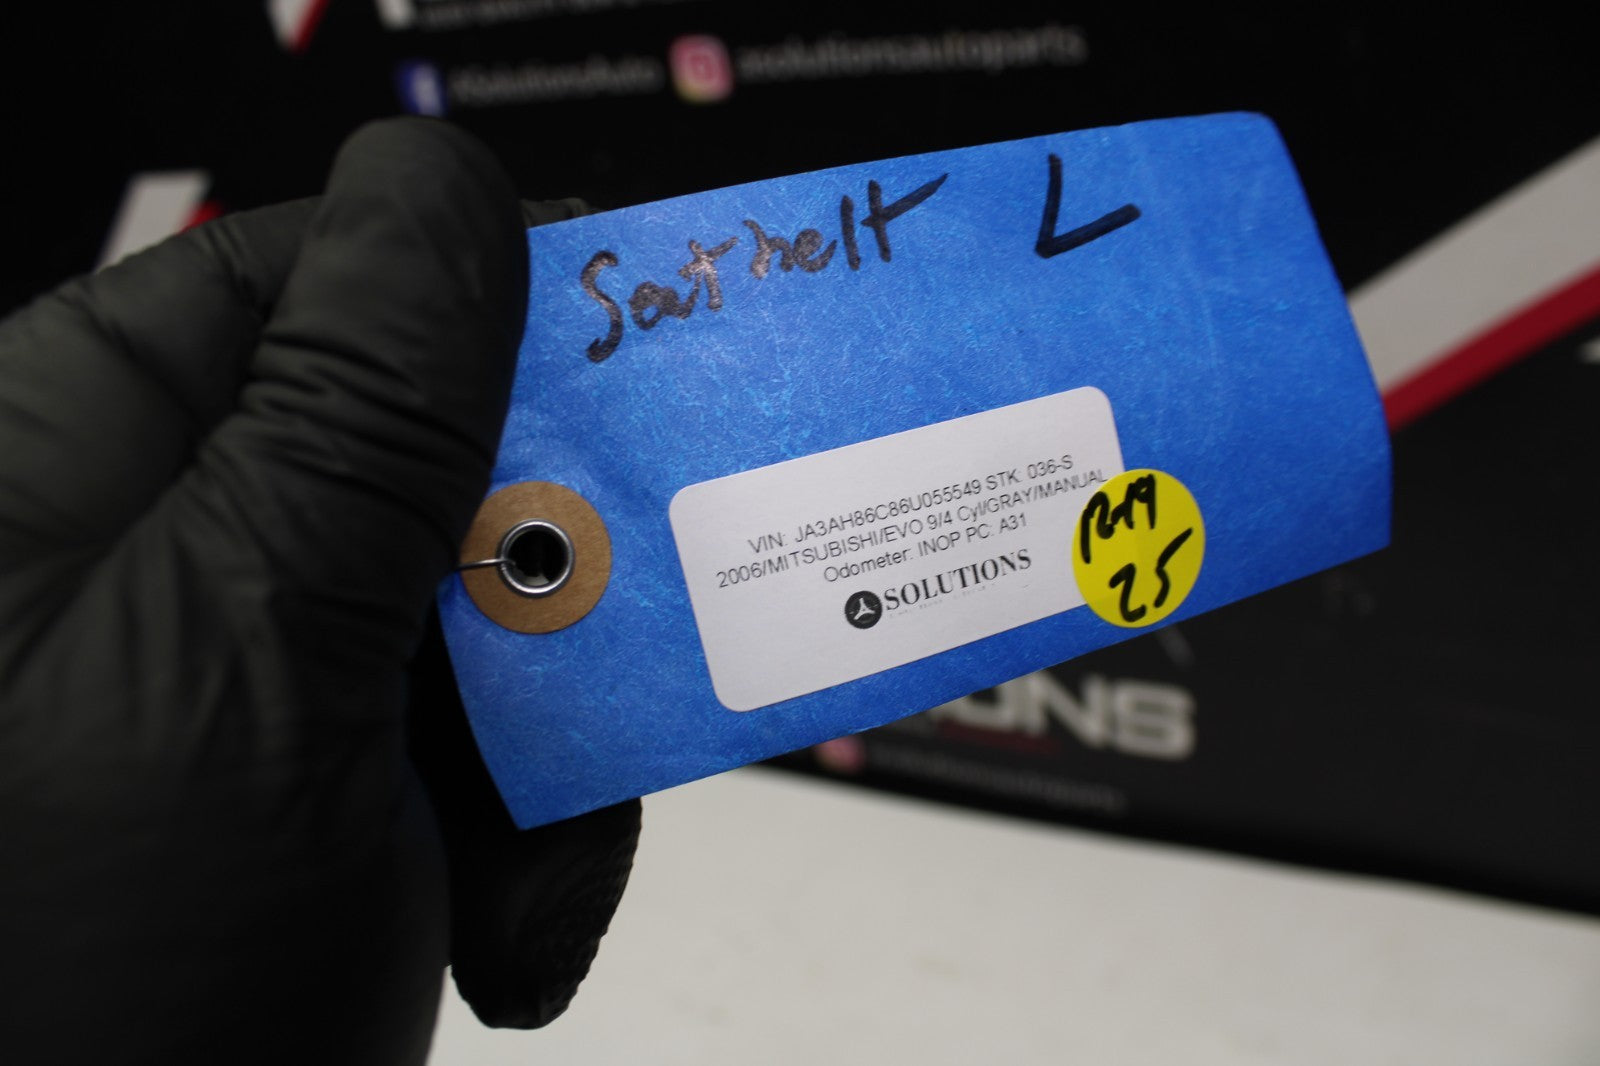 xsolutionsautoparts
Seatbelt L
VIN: JA3AH86C86U055549 STK: 036-S
2006/MITSUBISHI/EVO 9/4 Cyl/GRAY/MANUAL
Odometer: INOP PC: A31
SOLUTIONS
25